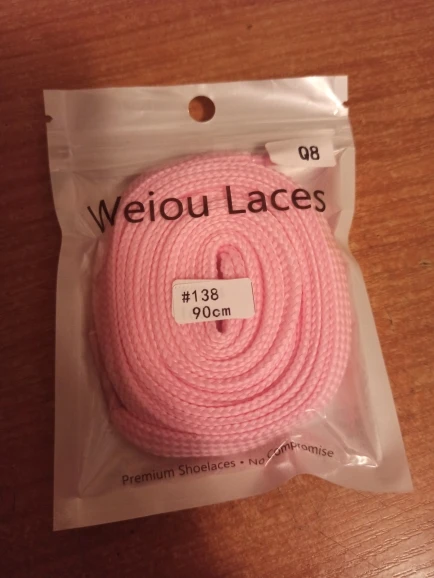 Q8
Weiou Laces
#138
90cm
Premium Shoelaces • No Compromise